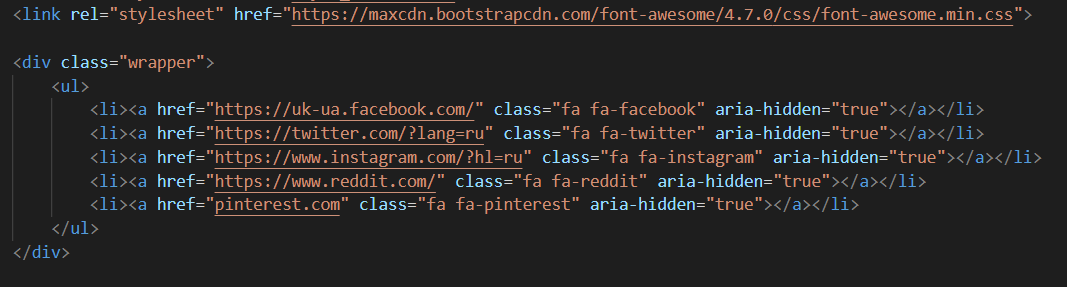 <link rel="stylesheet" href="https://maxcdn.bootstrapcdn.com/font-awesome/4.7.0/css/font-awesome.min.css">
<div class="wrapper">
<ul>
<li><a href="https://uk-ua.facebook.com/" class="fa fa-facebook" aria-hidden="true"></a></li>
<li><a href="https://twitter.com/?lang=ru" class="fa fa-twitter" aria-hidden="true"></a></li>
<li><a href="https://www.instagram.com/?hl=ru" class="fa fa-instagram" aria-hidden="true"></a></li>
<li><a href="https://www.reddit.com/" class="fa fa-reddit" aria-hidden="true"></a></li>
<li><a href="pinterest.com" class="fa fa-pinterest" aria-hidden="true"></a></li>
</ul>
</div>